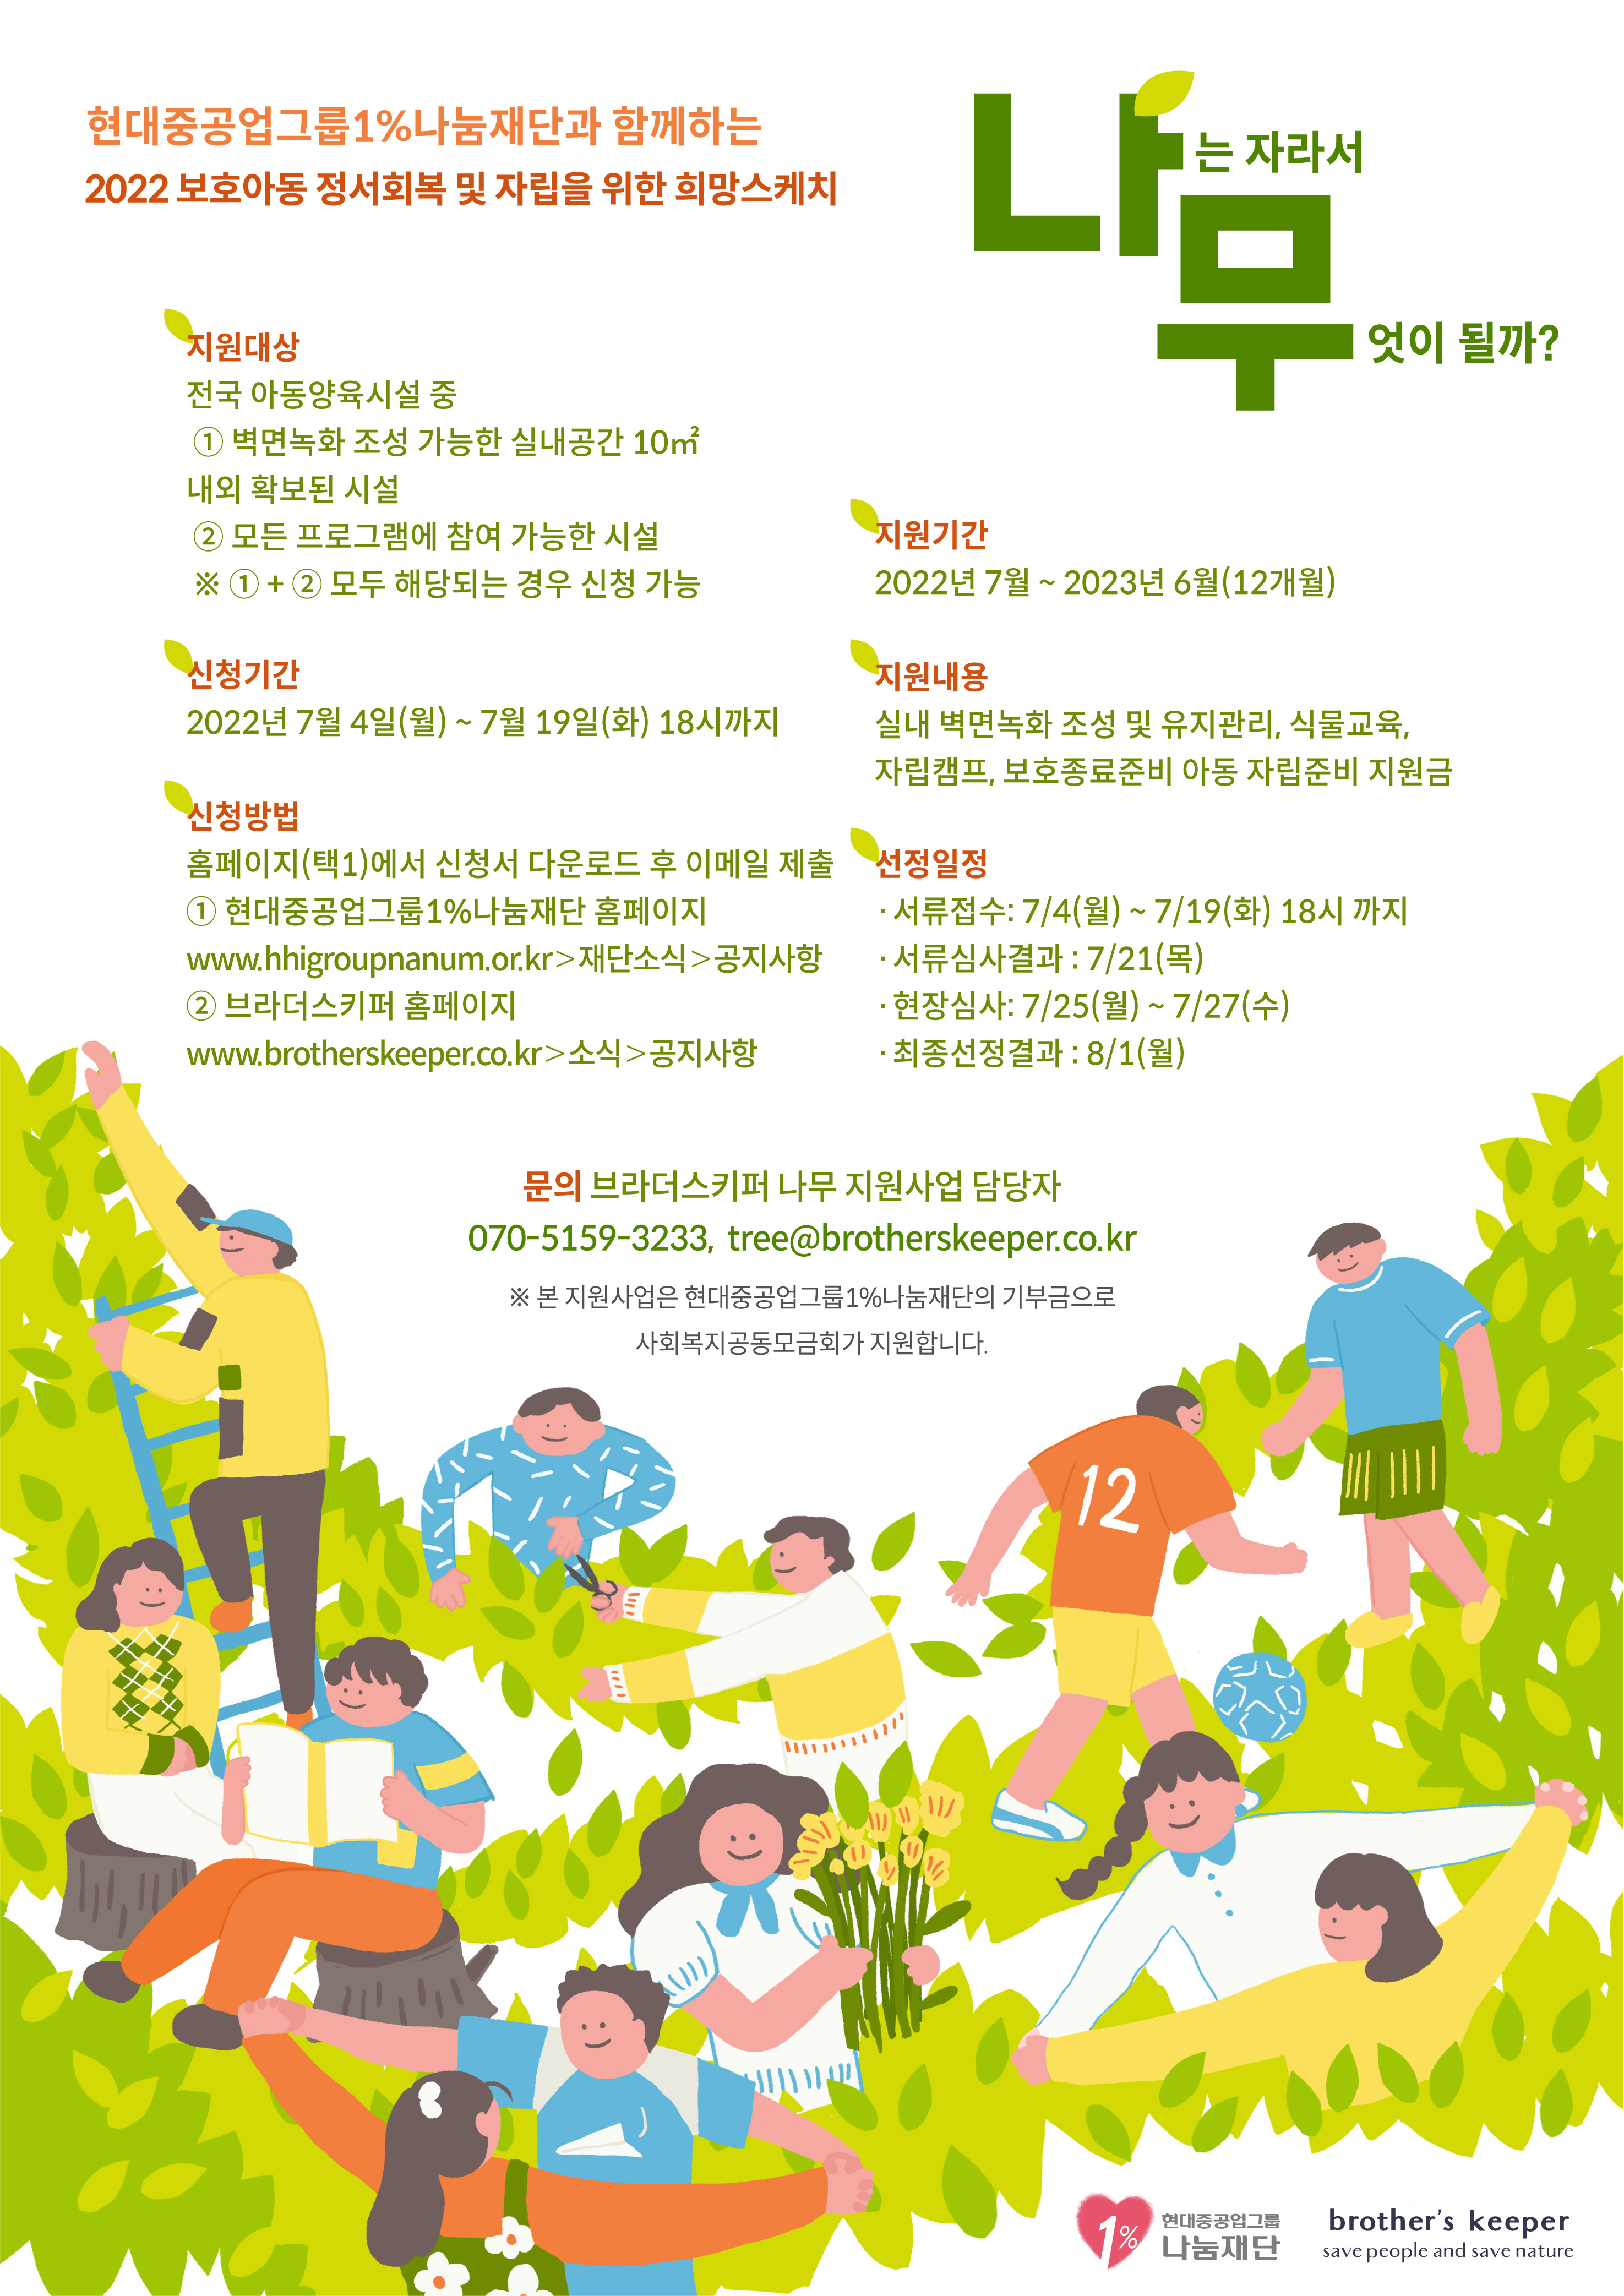 현대중공업그룹1%나눔재단과 함께하는
2022 보호아동 정서회복 및 자립을 위한 희망스케치
나는 자라서
무엇이 될까?
지원대상
전국 아동양육시설 중
① 벽면녹화 조성 가능한 실내공간 10㎡
내외 확보된 시설
② 모든 프로그램에 참여 가능한 시설
※ ① + ② 모두 해당되는 경우 신청 가능
신청기간
2022년 7월 4일(월) ~ 7월 19일(화) 18시까지
신청방법
홈페이지(택1)에서 신청서 다운로드 후 이메일 제출
① 현대중공업그룹1%나눔재단 홈페이지
www.hhigroupnanum.or.kr>재단소식>공지사항
② 브라더스키퍼 홈페이지
www.brotherskeeper.co.kr>소식>공지사항
지원기간
2022년 7월 ~ 2023년 6월(12개월)
지원내용
실내 벽면녹화 조성 및 유지관리, 식물교육,
자립캠프, 보호종료준비 아동 자립준비 지원금
선정일정
· 서류접수: 7/4(월) ~ 7/19(화) 18시 까지
· 서류심사결과 : 7/21(목)
· 현장심사: 7/25(월) ~ 7/27(수)
· 최종선정결과 : 8/1(월)
문의 브라더스키퍼 나무 지원사업 담당자
070-5159-3233, tree@brotherskeeper.co.kr
※ 본 지원사업은 현대중공업그룹1%나눔재단의 기부금으로
사회복지공동모금회가 지원합니다.
12
1%
현대중공업그룹
나눔재단
brother's keeper
save people and save nature